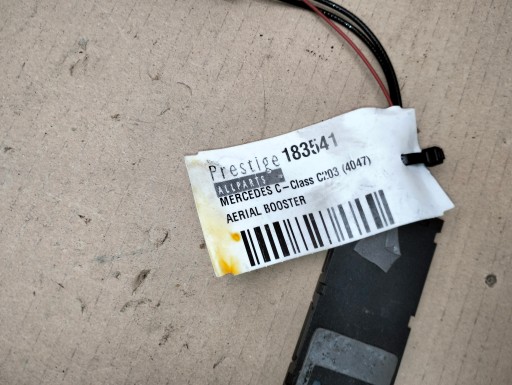 Prestige 183541
ALLPARTS
MERCEDES C-Class C203 (4047)
AERIAL BOOSTER